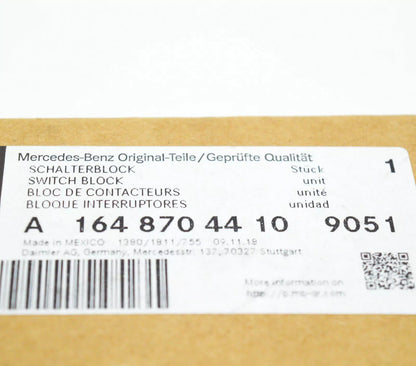 Mercedes-Benz Original-Teile/Geprüfte Qualität
SCHALTERBLOCK Stuck 1
SWITCH BLOCK unit
BLOC DE CONTACTEURS unité
BLOQUE INTERRUPTORES unidad
A 164 870 44 10 9051
Made in MEXICO 1380/1811/755 09.11.18
Daimler AG, Germany, Mercedesstr. 137, 70327 Stuttgart
More information on